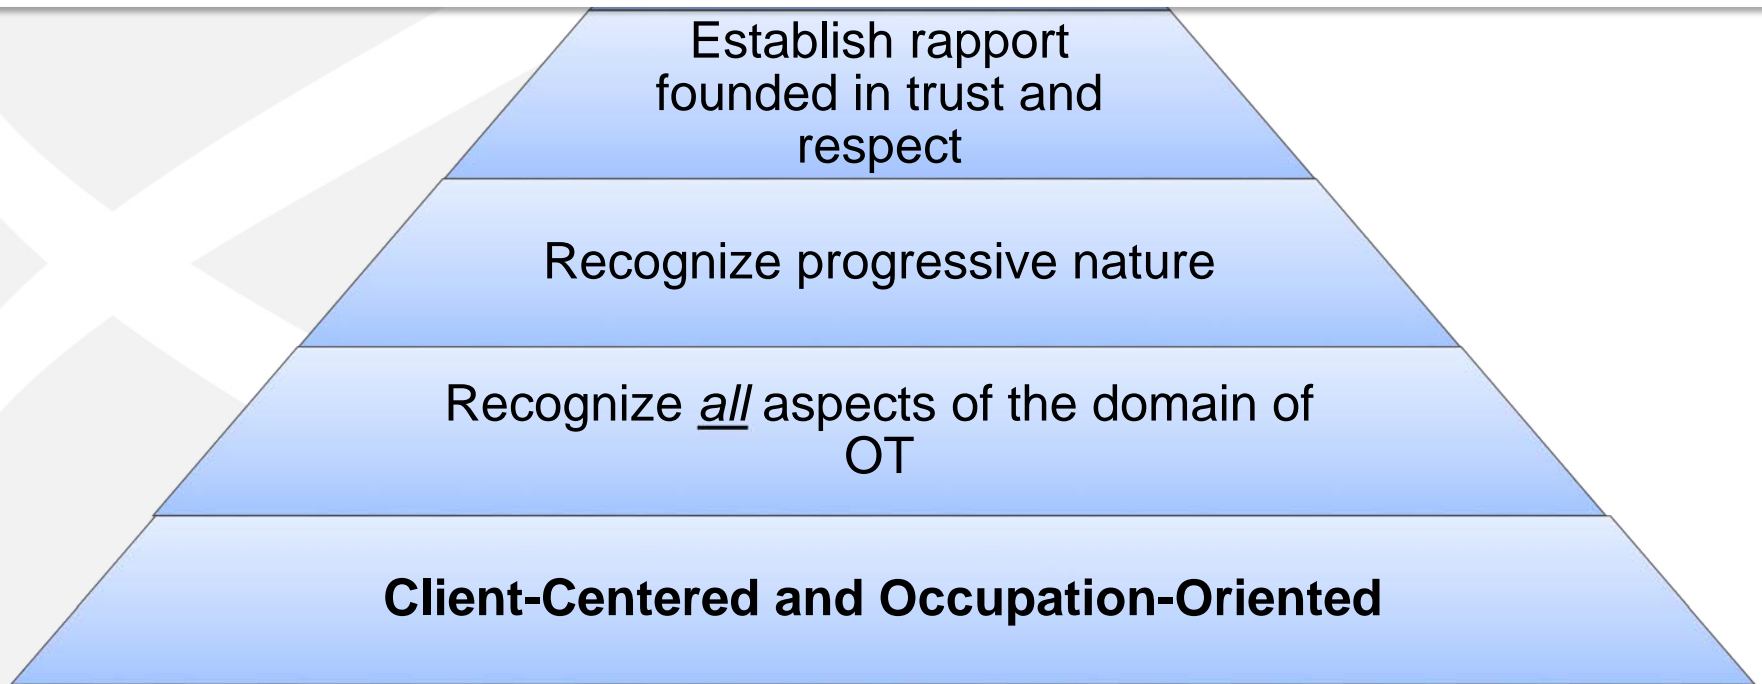 Establish rapport
founded in trust and
respect
Recognize progressive nature
Recognize all aspects of the domain of
OT
Client-Centered and Occupation-Oriented